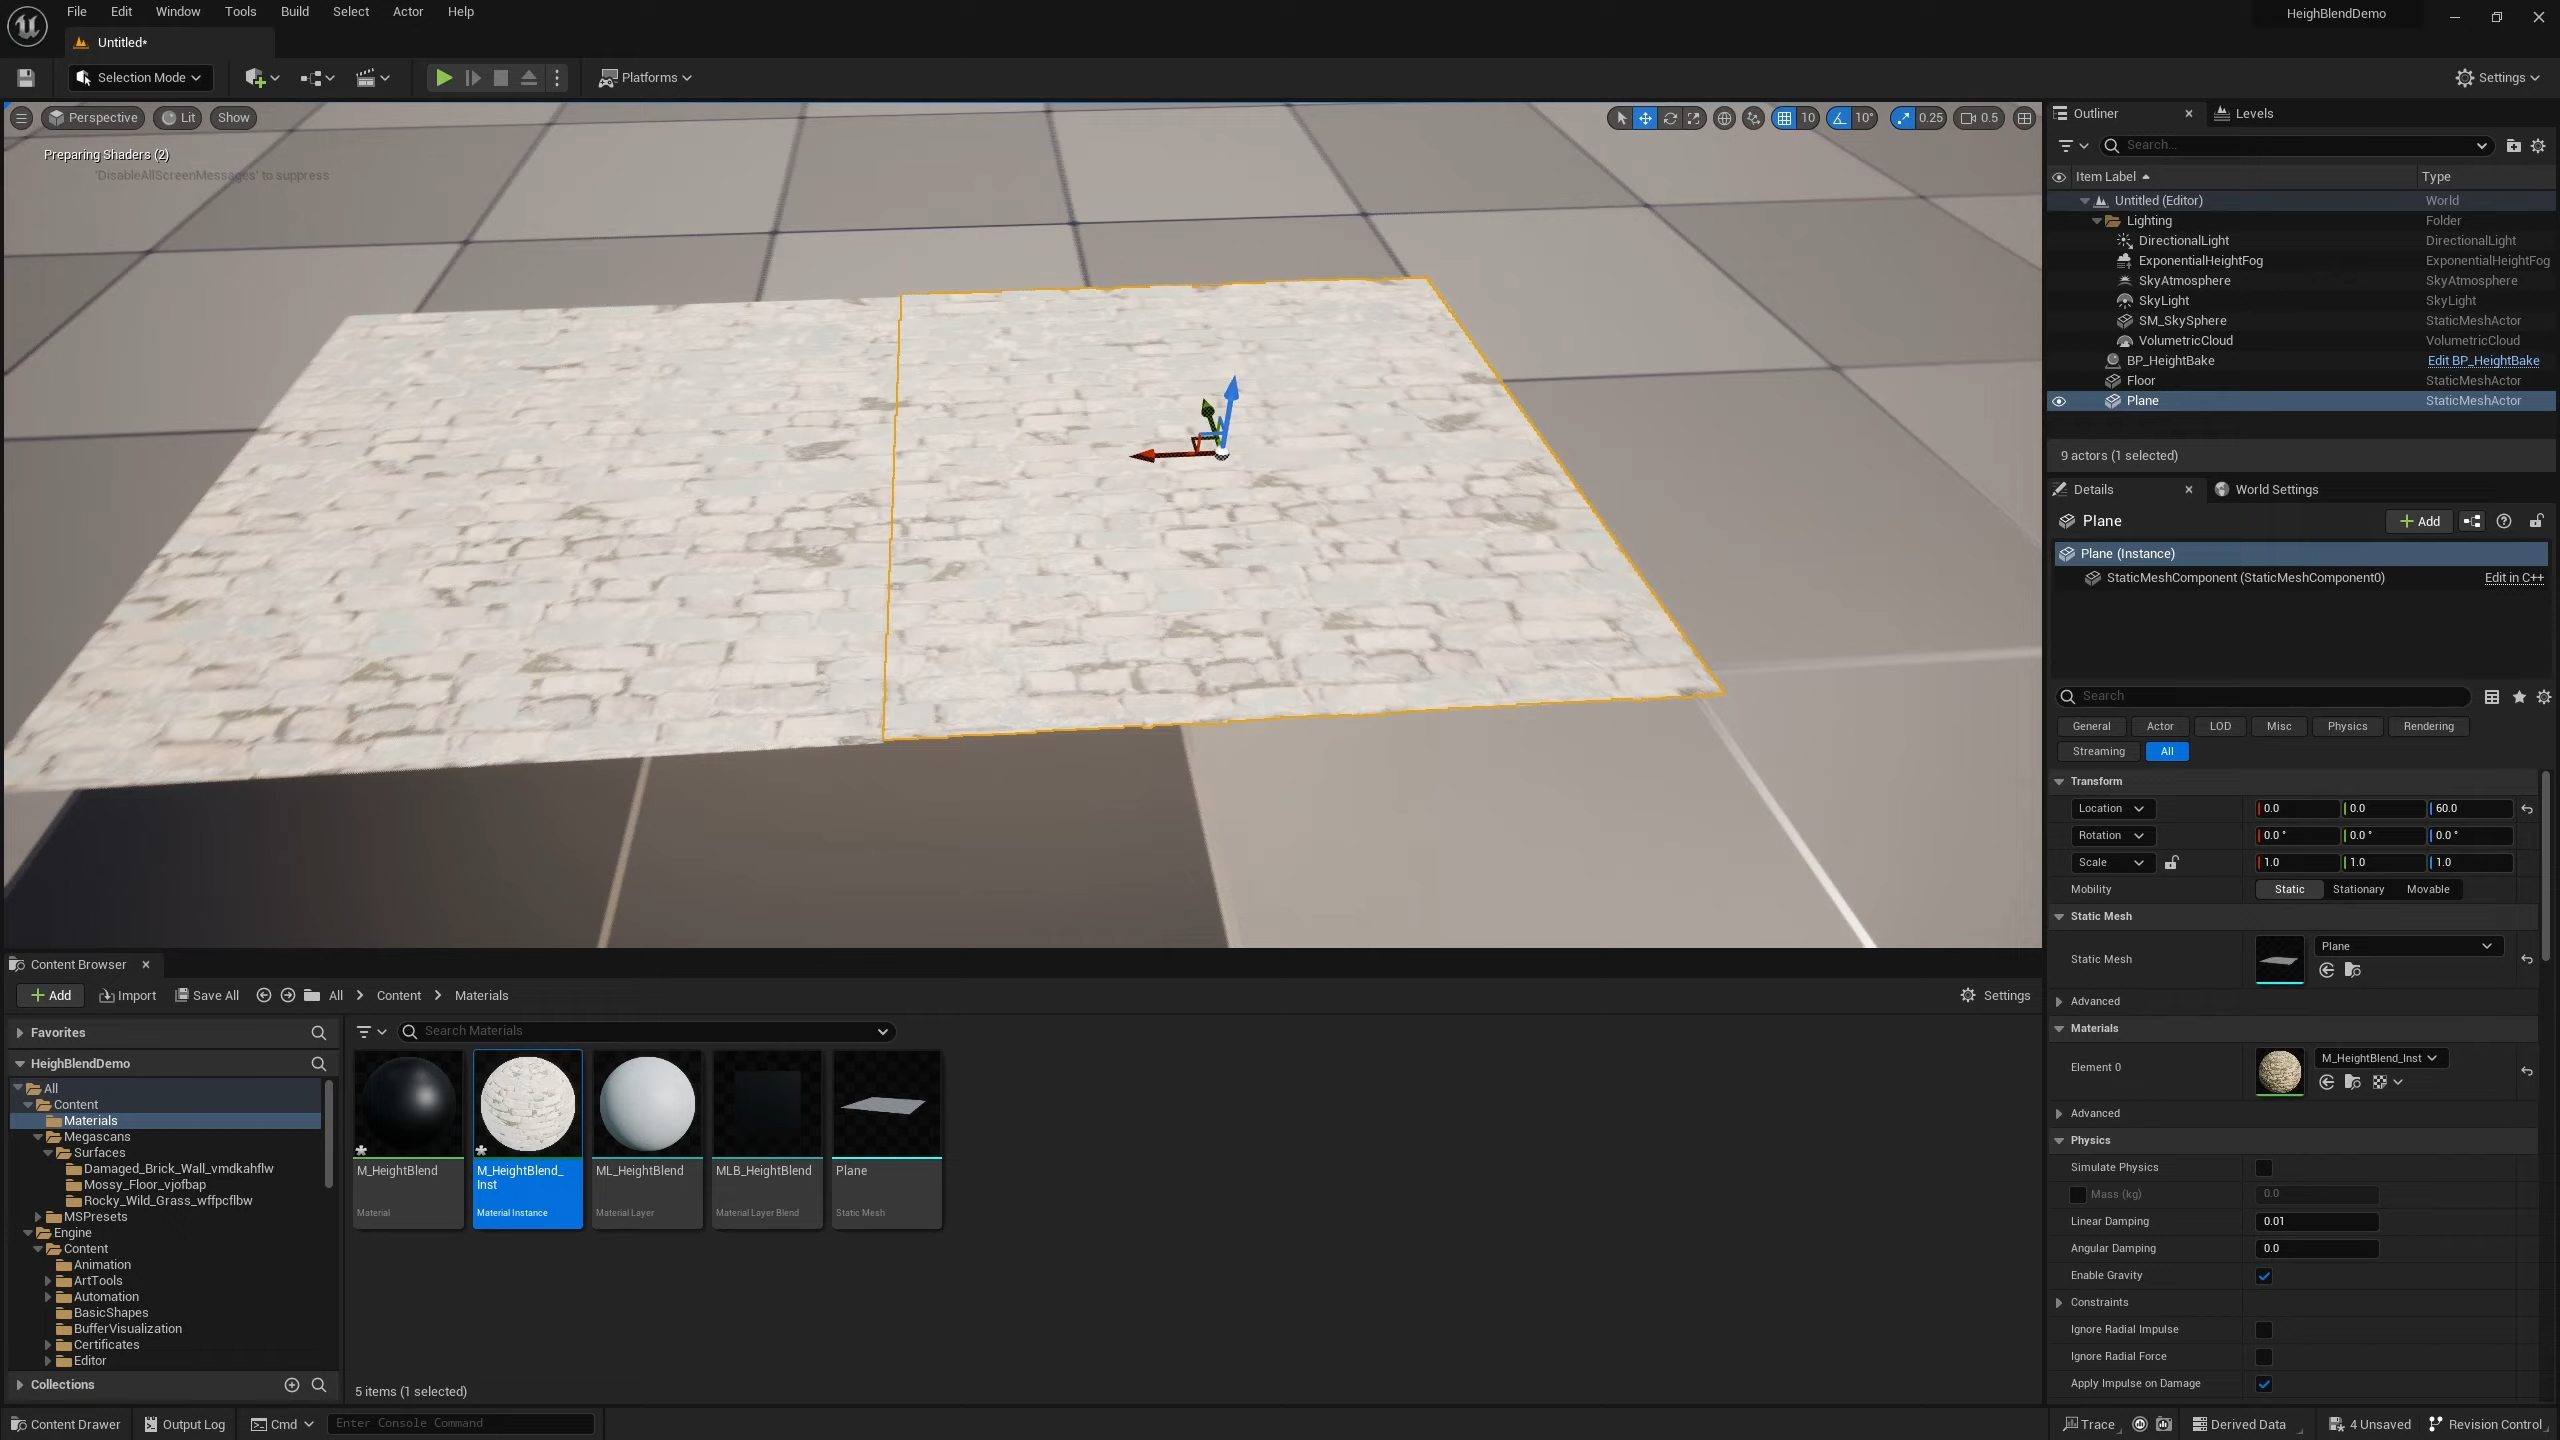 File Edit Window Tools Build Select Actor Help
HeighBlendDemo
Untitled*
Selection Mode
Platforms
Settings
Perspective Lit Show
10 10° 0.25 0.5
Preparing Shaders (2)
'DisableAllScreenMessages' to suppress
Outliner Levels
Search...
Item Label Type
Untitled (Editor) World
Lighting Folder
DirectionalLight DirectionalLight
ExponentialHeightFog ExponentialHeightFog
SkyAtmosphere SkyAtmosphere
SkyLight SkyLight
SM_SkySphere StaticMeshActor
VolumetricCloud VolumetricCloud
BP_HeightBake Edit BP_HeightBake
Floor StaticMeshActor
Plane StaticMeshActor
9 actors (1 selected)
Details World Settings
Plane
Add
Plane (Instance)
StaticMeshComponent (StaticMeshComponent0) Edit in C++
Search
General Actor LOD Misc Physics Rendering
Streaming All
Transform
Location 0.0 0.0 60.0
Rotation 0.0 ° 0.0 ° 0.0 °
Scale 1.0 1.0 1.0
Mobility Static Stationary Movable
Static Mesh
Static Mesh Plane
Advanced
Materials
Element 0 M_HeightBlend_Inst
Advanced
Physics
Simulate Physics
Mass (kg) 0.0
Linear Damping 0.01
Angular Damping 0.0
Enable Gravity
Constraints
Ignore Radial Impulse
Ignore Radial Force
Apply Impulse on Damage
Content Browser
Add Import Save All All Content Materials
Settings
Favorites
HeighBlendDemo
All
Content
Materials
Megascans
Surfaces
Damaged_Brick_Wall_vmdkahflw
Mossy_Floor_vjofbap
Rocky_Wild_Grass_wffpcflbw
MSPresets
Engine
Content
Animation
ArtTools
Automation
BasicShapes
BufferVisualization
Certificates
Editor
Collections
Search Materials
M_HeightBlend
Material
M_HeightBlend_
Inst
Material Instance
ML_HeightBlend
Material Layer
MLB_HeightBlend
Material Layer Blend
Plane
Static Mesh
5 items (1 selected)
Content Drawer Output Log Cmd Enter Console Command
Trace Derived Data 4 Unsaved Revision Control